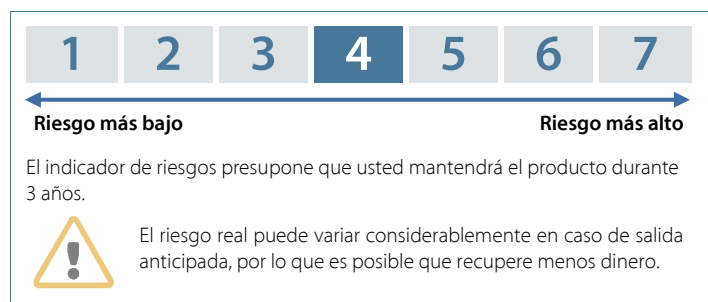 1 2 3 4 5 6 7
Riesgo más bajo Riesgo más alto
El indicador de riesgos presupone que usted mantendrá el producto durante
3 años.
El riesgo real puede variar considerablemente en caso de salida
anticipada, por lo que es posible que recupere menos dinero.